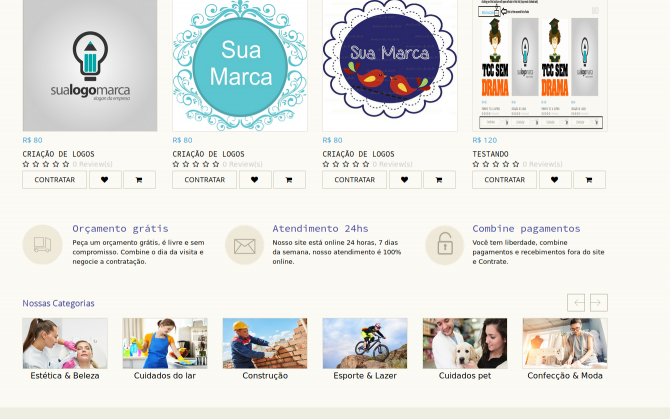 sualogomarca
slogan da empresa
Sua
Marca
Sua Marca
TCC SEM
DRAMA
TCC SEM
DRAMA
R$ 80
R$ 80
R$ 80
R$ 120
CRIAÇÃO DE LOGOS
CRIAÇÃO DE LOGOS
CRIAÇÃO DE LOGOS
TESTANDO
0 Review(s)
0 Review(s)
0 Review(s)
0 Review(s)
CONTRATAR
CONTRATAR
CONTRATAR
CONTRATAR
Orçamento grátis
Peça um orçamento grátis, é livre e sem
compromisso. Combine o dia da visita e
negocie a contratação.
Atendimento 24hs
Nosso site está online 24 horas, 7 dias
da semana, nosso atendimento é 100%
online.
Combine pagamentos
Você tem liberdade, combine
pagamentos e recebimentos fora do site
e Contrate.
Nossas Categorias
Estética & Beleza
Cuidados do lar
Construção
Esporte & Lazer
Cuidados pet
Confecção & Moda